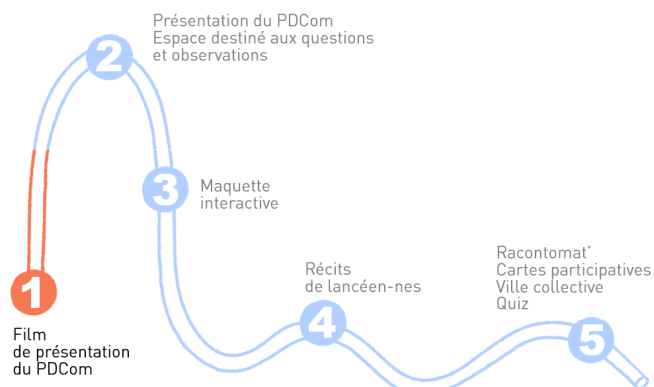 1
Film
de présentation
du PDCom
2
Présentation du PDCom
Espace destiné aux questions
et observations
3
Maquette
interactive
4
Récits
de lancéen-nes
5
Racontomat'
Cartes participatives
Ville collective
Quiz